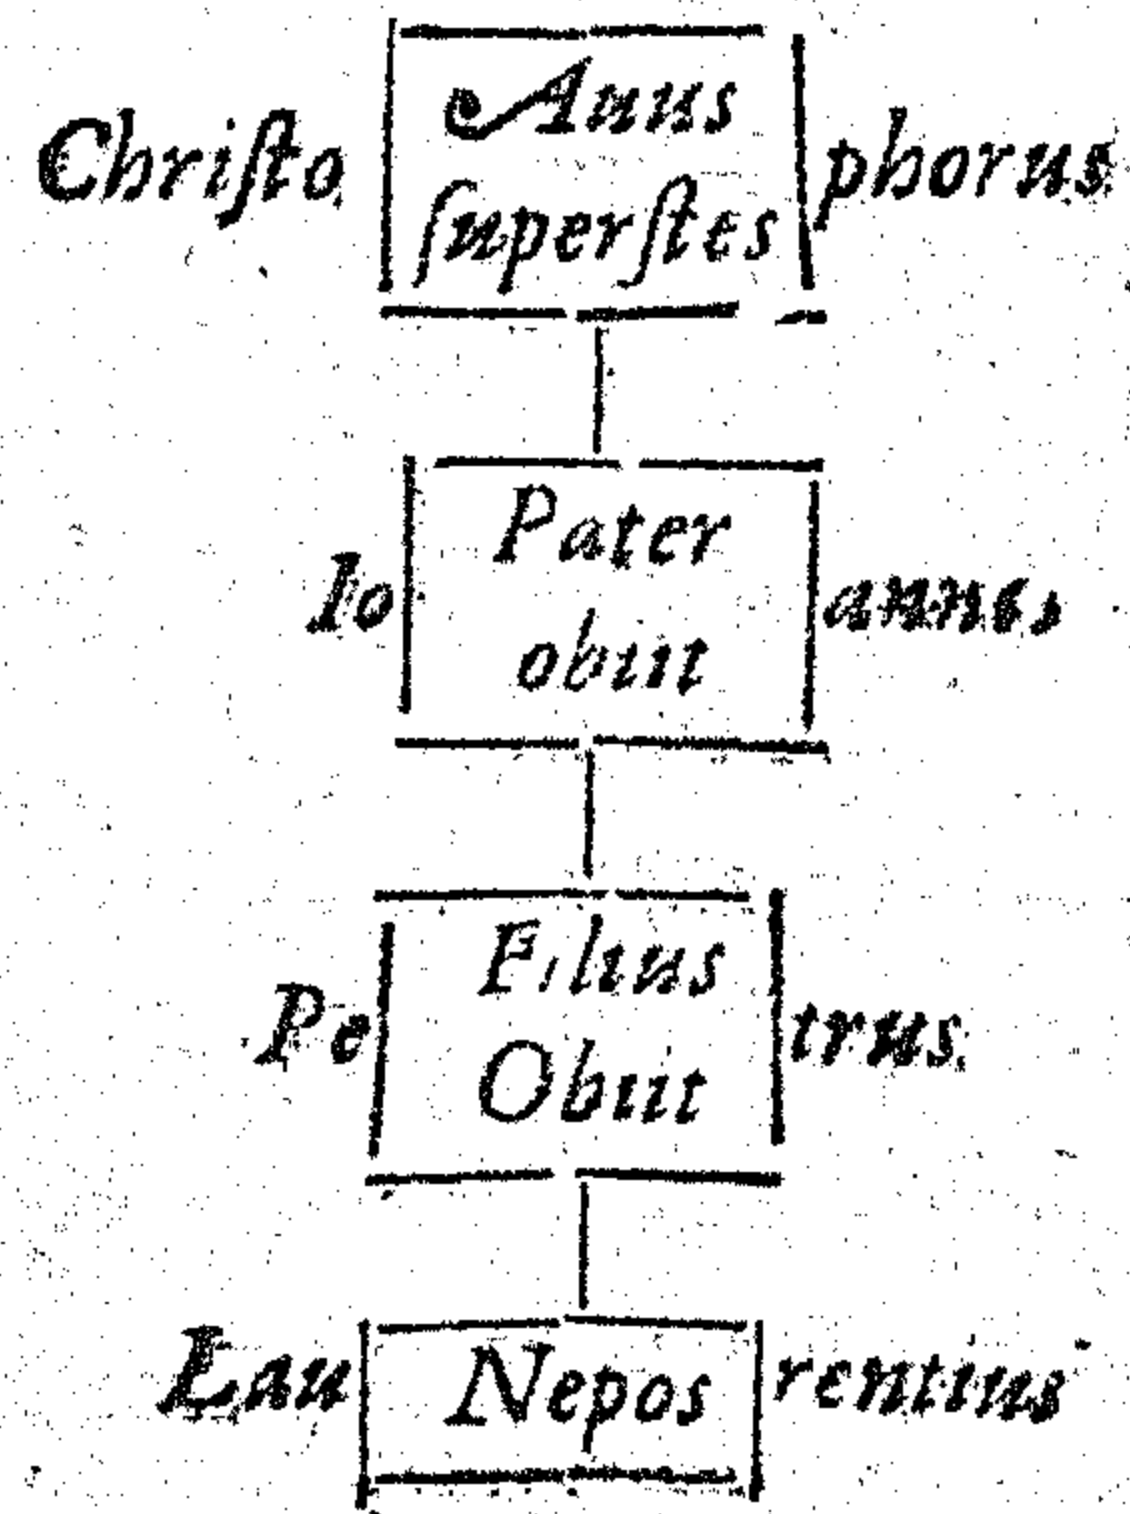 Auus
Chriſto phorus.
ſuperſtes
Pater
Io annes,
obiit
Filius
Pe trus.
Obiit
Lau Nepos rentius